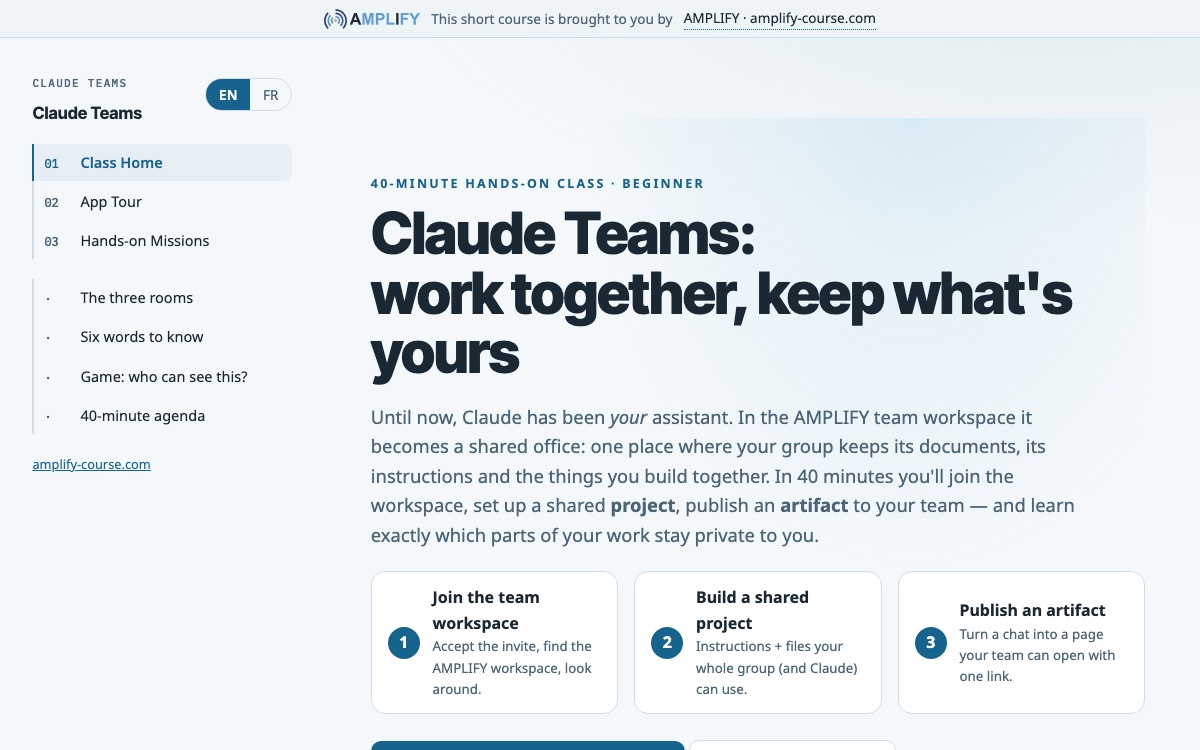 AMPLIFY This short course is brought to you by AMPLIFY · amplify-course.com
CLAUDE TEAMS
Claude Teams
EN FR
01 Class Home
02 App Tour
03 Hands-on Missions
· The three rooms
· Six words to know
· Game: who can see this?
· 40-minute agenda
amplify-course.com
40-MINUTE HANDS-ON CLASS · BEGINNER
Claude Teams:
work together, keep what's
yours
Until now, Claude has been your assistant. In the AMPLIFY team workspace it
becomes a shared office: one place where your group keeps its documents, its
instructions and the things you build together. In 40 minutes you'll join the
workspace, set up a shared project, publish an artifact to your team — and learn
exactly which parts of your work stay private to you.
1
Join the team
workspace
Accept the invite, find the
AMPLIFY workspace, look
around.
2
Build a shared
project
Instructions + files your
whole group (and Claude)
can use.
3
Publish an artifact
Turn a chat into a page
your team can open with
one link.